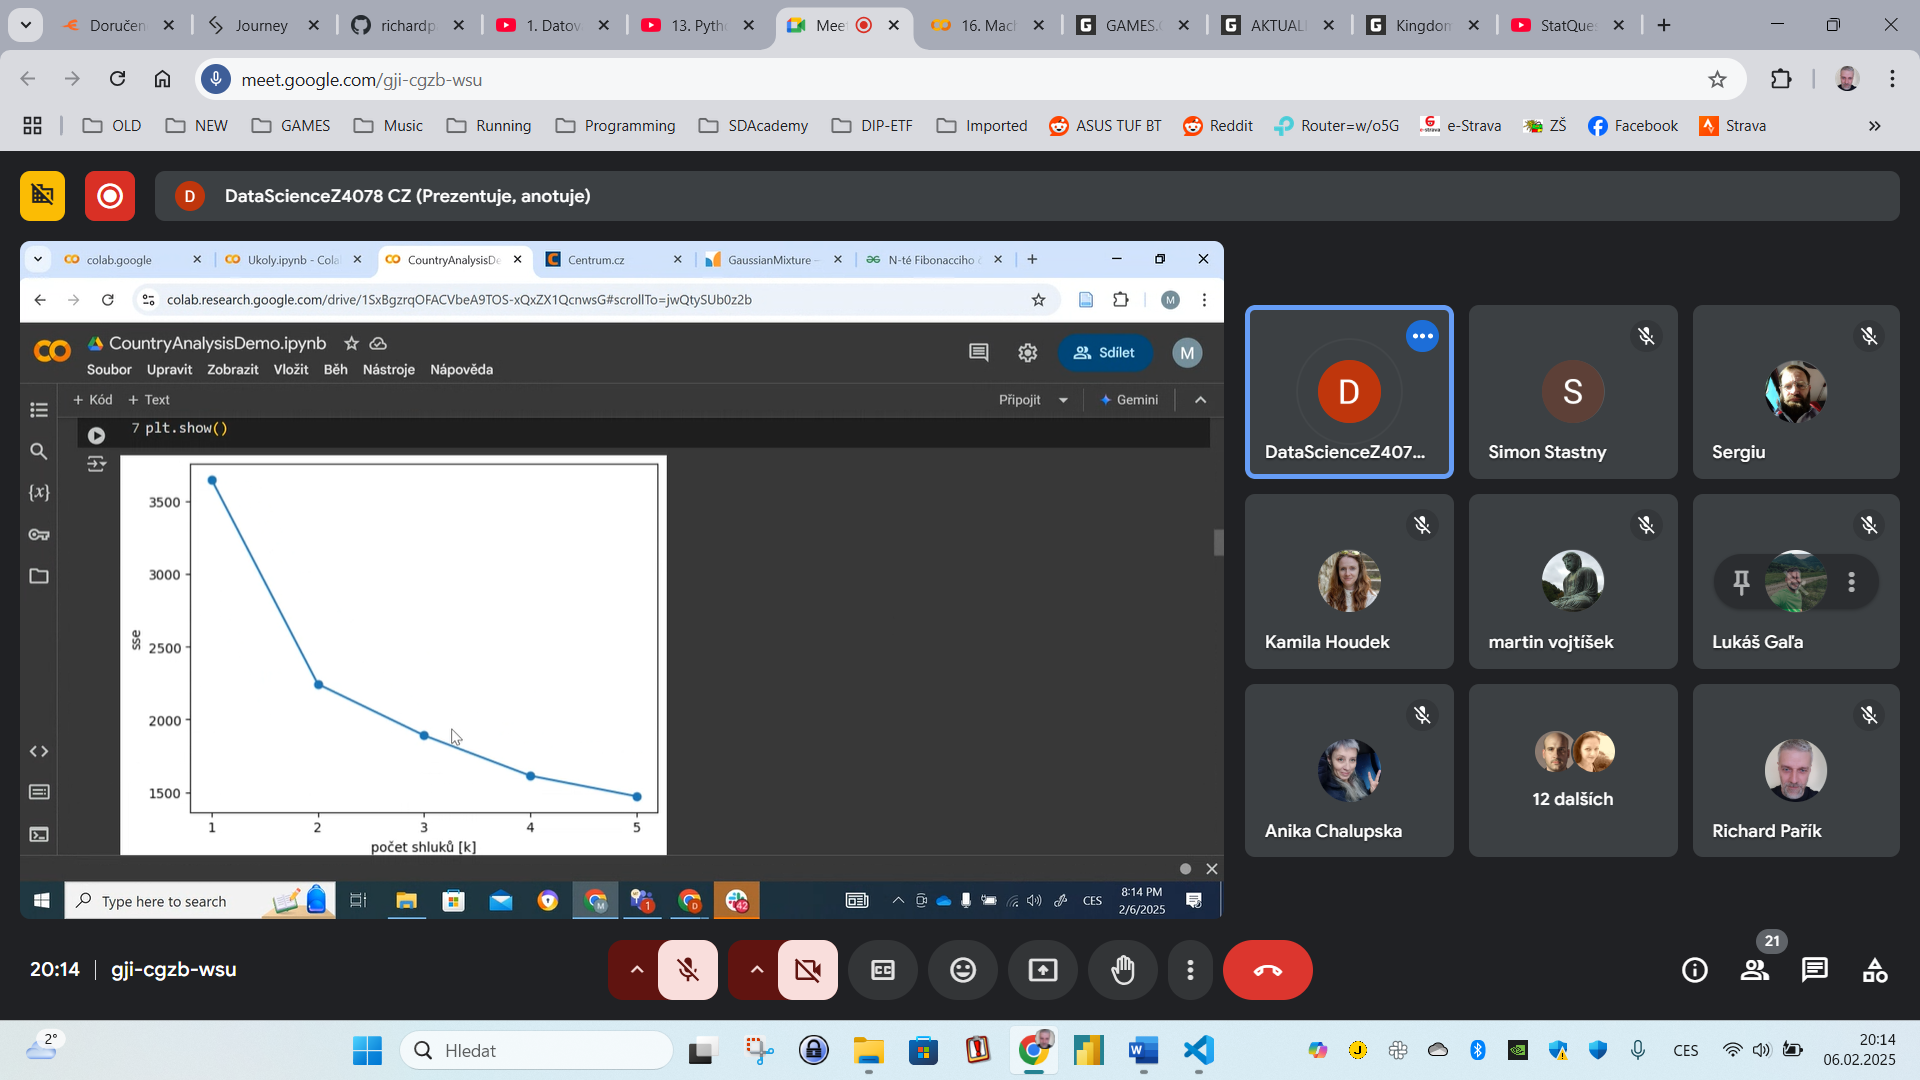 Doručen
Journey
richardp
1. Datov
13. Pyth
Meet
16. Mach
GAMES.
AKTUAL
Kingdom
StatQues
meet.google.com/gji-cgzb-wsu
OLD
NEW
GAMES
Music
Running
Programming
SDAcademy
DIP-ETF
Imported
ASUS TUF BT
Reddit
Router=w/o5G
e-Strava
ZŠ
Facebook
Strava
D
DataScienceZ4078 CZ (Prezentuje, anotuje)
colab.google
Ukoly.ipynb - Cola
CountryAnalysisDe
Centrum.cz
GaussianMixture —
N-té Fibonacciho
colab.research.google.com/drive/1SxBgzrqOFACVbeA9TOS-xQxZX1QcnwsG#scrollTo=jwQtySUb0z2b
M
CountryAnalysisDemo.ipynb
Sdílet
M
Soubor Upravit Zobrazit Vložit Běh Nástroje Nápověda
+ Kód + Text
Připojit
Gemini
7 plt.show()
3500
3000
2500
2000
1500
sse
1 2 3 4 5
počet shluků [k]
Type here to search
CES
8:14 PM
2/6/2025
D
DataScienceZ407...
S
Simon Stastny
Sergiu
Kamila Houdek
martin vojtíšek
Lukáš Gaľa
Anika Chalupska
12 dalších
Richard Pařík
20:14 | gji-cgzb-wsu
21
2°
Hledat
CES
20:14
06.02.2025